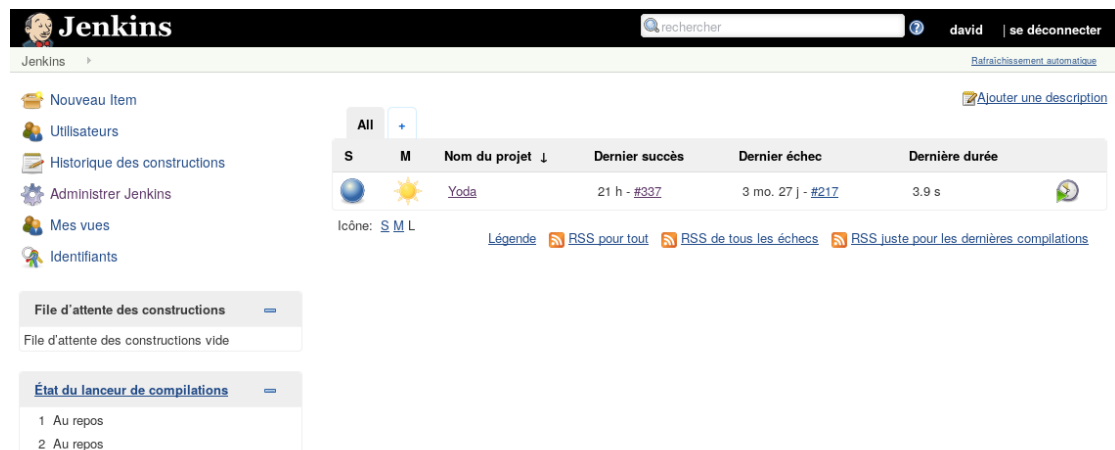 Jenkins
rechercher
david | se déconnecter
Jenkins
Rafraîchissement automatique
Nouveau Item
Utilisateurs
Historique des constructions
Administrer Jenkins
Mes vues
Identifiants
File d'attente des constructions
File d'attente des constructions vide
État du lanceur de compilations
1 Au repos
2 Au repos
Ajouter une description
All +
S M Nom du projet ↓ Dernier succès Dernier échec Dernière durée
Yoda 21 h - #337 3 mo. 27 j - #217 3.9 s
Icône: S M L
Légende RSS pour tout RSS de tous les échecs RSS juste pour les dernières compilations